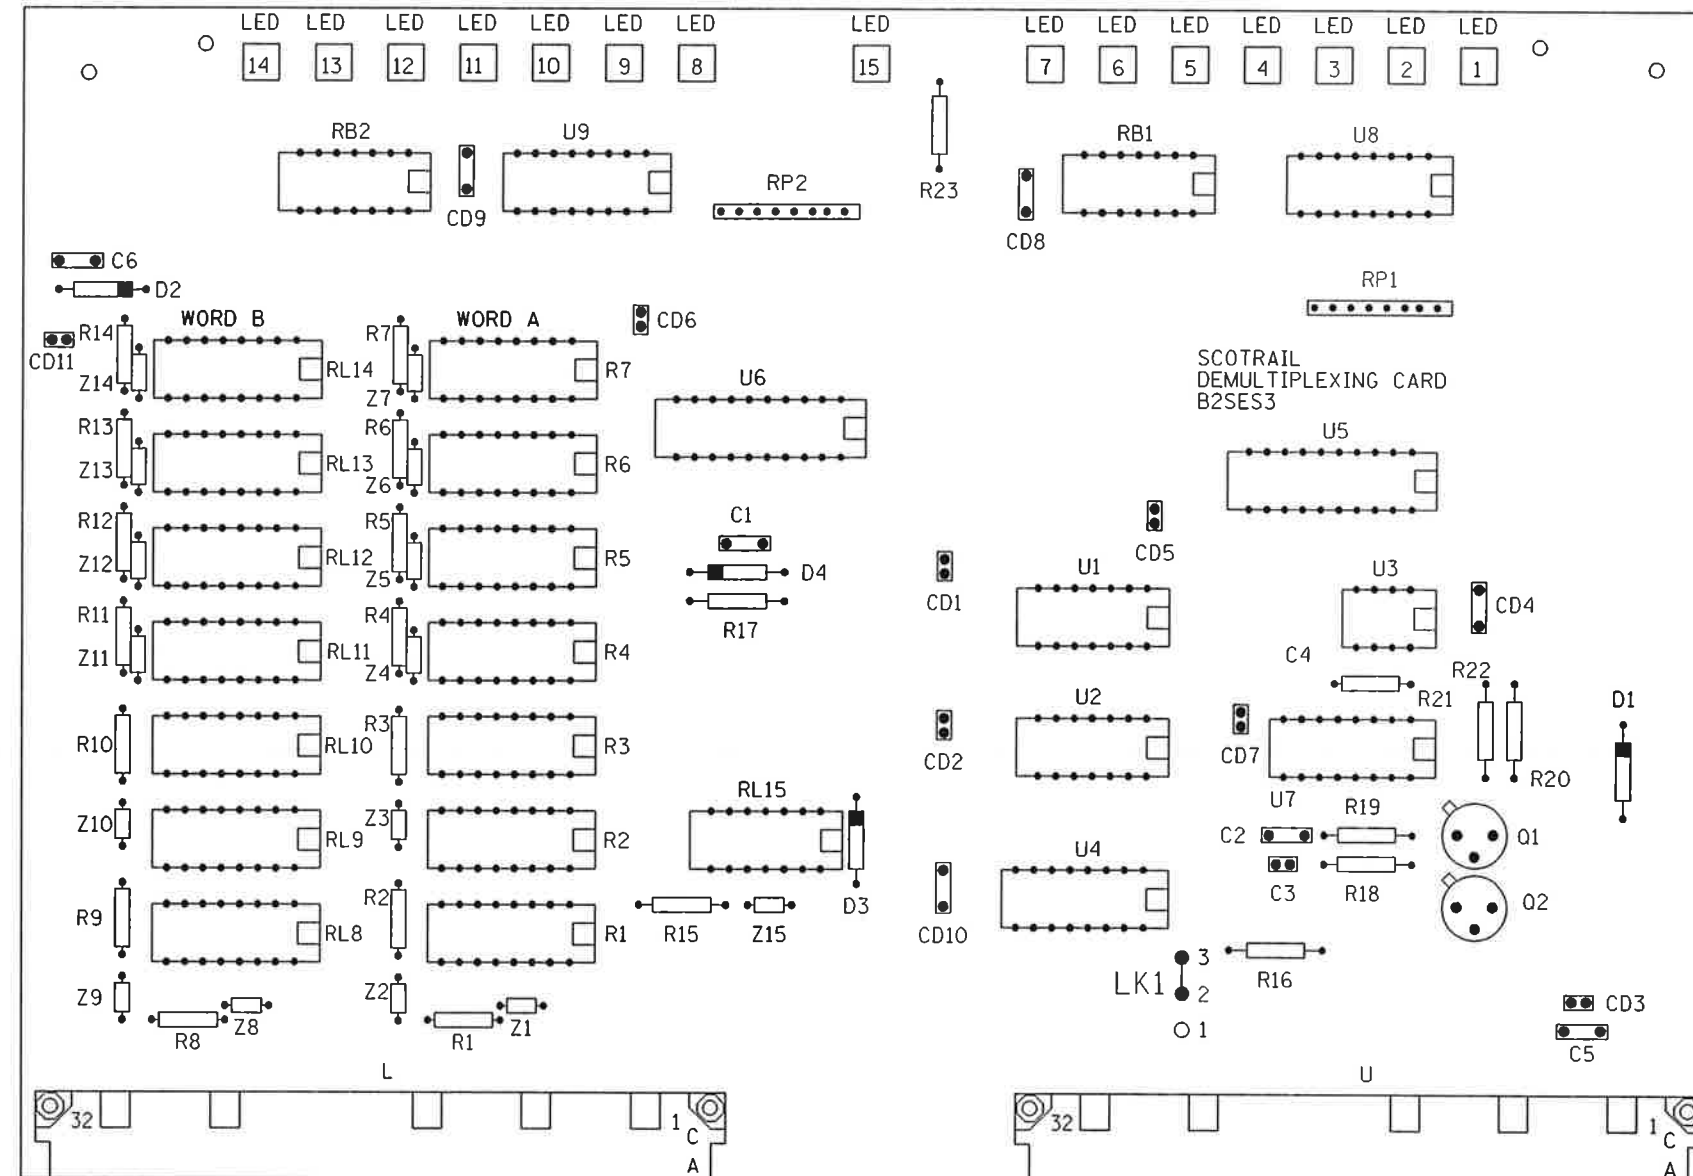 LED LED LED LED LED LED LED LED LED LED LED LED LED LED LED
14 13 12 11 10 9 8 15 7 6 5 4 3 2 1
RB2 U9 RB1 U8
RP2 R23
CD9 CD8
C6
D2 RP1
WORD B WORD A CD6
R14 R7
CD11 RL14 R7
Z14 Z7
SCOTRAIL
DEMULTIPLEXING CARD
B2SES3
U6
R13 R6 U5
Z13 RL13 Z6 R6
R12 R5 C1
Z12 RL12 Z5 R5 CD5
D4 CD1 U1 U3 CD4
R11 R4 R17
Z11 RL11 Z4 R4 C4
R22 R21 D1
R10 RL10 R3 R3 CD2 U2 CD7 R20
RL15 U7 R19
Z10 RL9 Z3 R2 C2 Q1
U4 C3 R18
R9 RL8 R2 R1 R15 Z15 D3 CD10 Q2
3
LK1 2 R16
1
Z9 Z2 CD3
R8 Z8 R1 Z1 C5
L U
32 1 C 32 1 C
A A